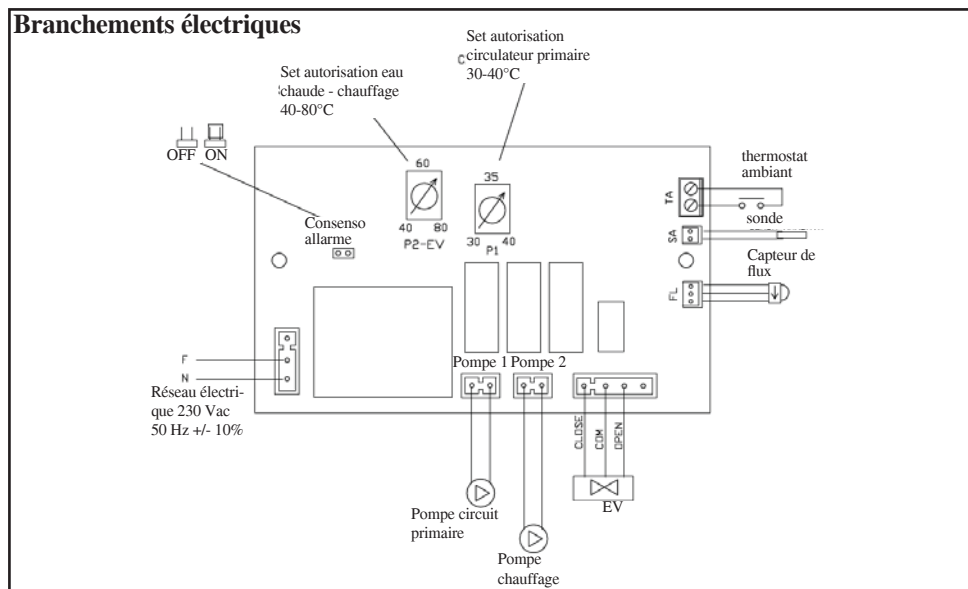 Branchements électriques
Set autorisation
circulateur primaire
30-40°C
Set autorisation eau
chaude - chauffage
40-80°C
OFF ON
60
35
40 80
P2-EV
30 40
P1
Consenso
allarme
thermostat
ambiant
TA
sonde
SA
Capteur de
flux
FL
F
N
Réseau électri-
que 230 Vac
50 Hz +/- 10%
Pompe 1 Pompe 2
CLOSE
COM
OPEN
EV
Pompe circuit
primaire
Pompe
chauffage